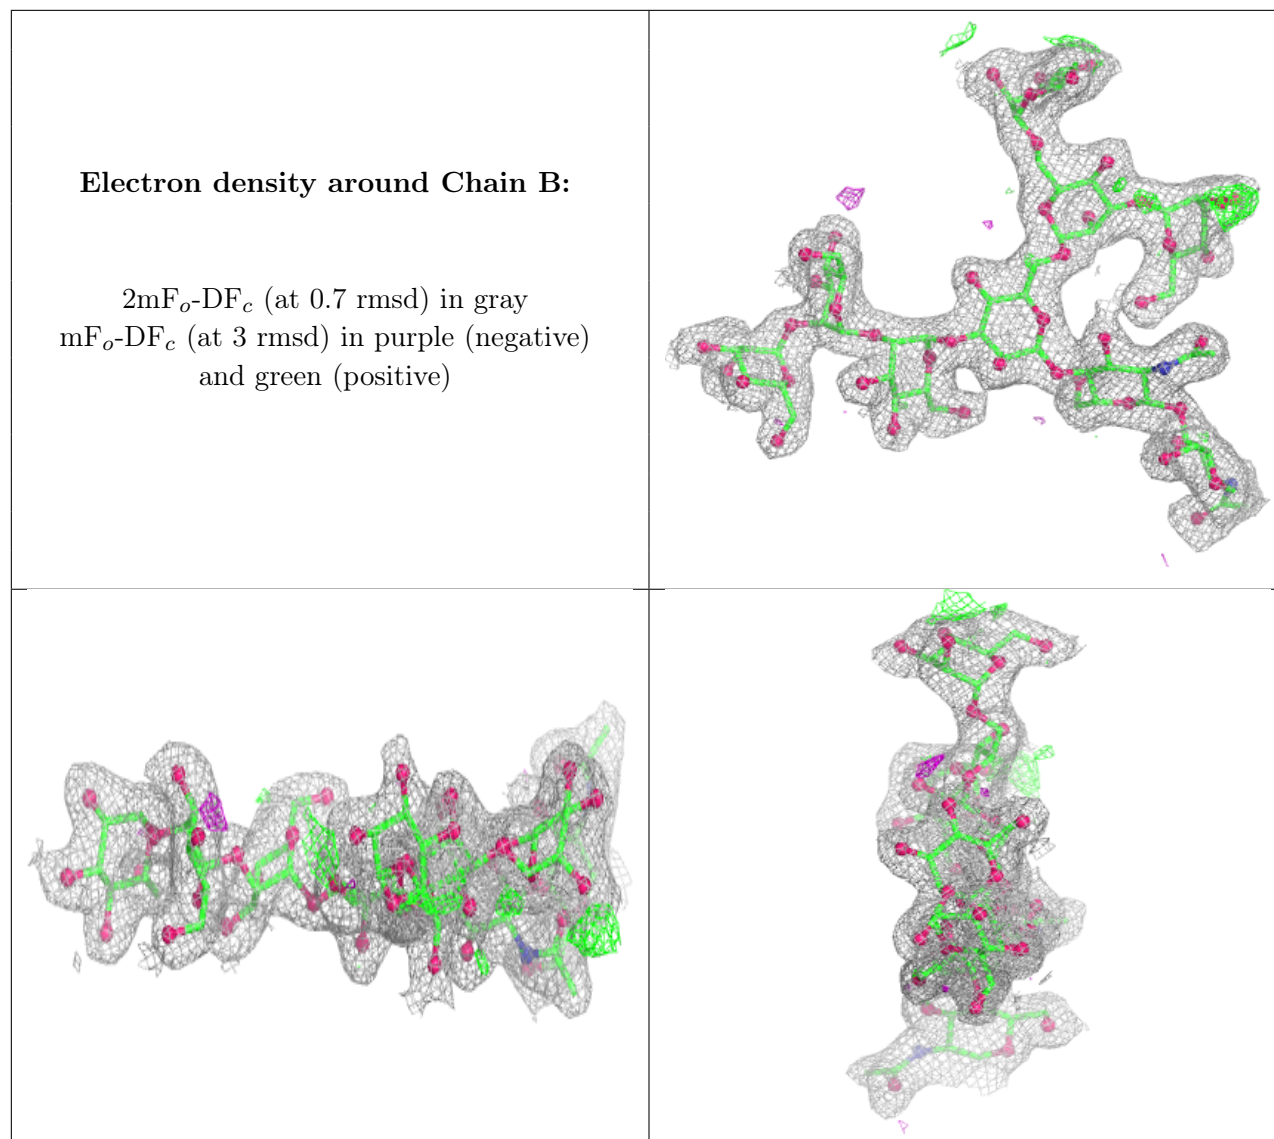 Electron density around Chain B:
2mFₒ-DF𝒸 (at 0.7 rmsd) in gray
mFₒ-DF𝒸 (at 3 rmsd) in purple (negative)
and green (positive)